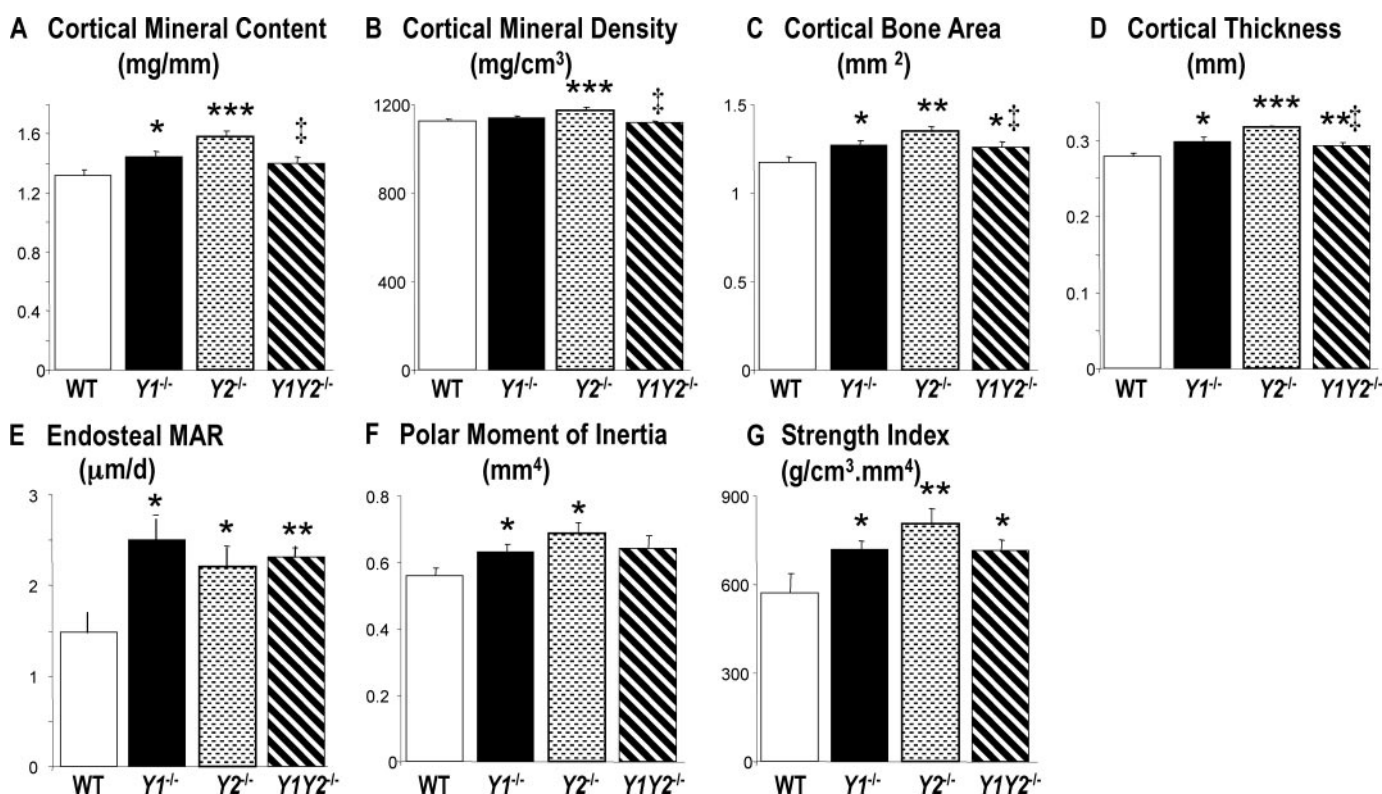 A Cortical Mineral Content
(mg/mm)
1.6
1.2
0.8
0.4
0
*
***
‡
WT Y1-/- Y2-/- Y1Y2-/-
B Cortical Mineral Density
(mg/cm3)
1200
800
400
0
***
‡
WT Y1-/- Y2-/- Y1Y2-/-
C Cortical Bone Area
(mm 2)
1.5
1
0.5
0
*
**
*‡
WT Y1-/- Y2-/- Y1Y2-/-
D Cortical Thickness
(mm)
0.3
0.2
0.1
0
*
***
**‡
WT Y1-/- Y2-/- Y1Y2-/-
E Endosteal MAR
(μm/d)
3
2
1
0
*
*
**
WT Y1-/- Y2-/- Y1Y2-/-
F Polar Moment of Inertia
(mm4)
0.8
0.6
0.4
0.2
0
*
*
WT Y1-/- Y2-/- Y1Y2-/-
G Strength Index
(g/cm3.mm4)
900
600
300
0
*
**
*
WT Y1-/- Y2-/- Y1Y2-/-